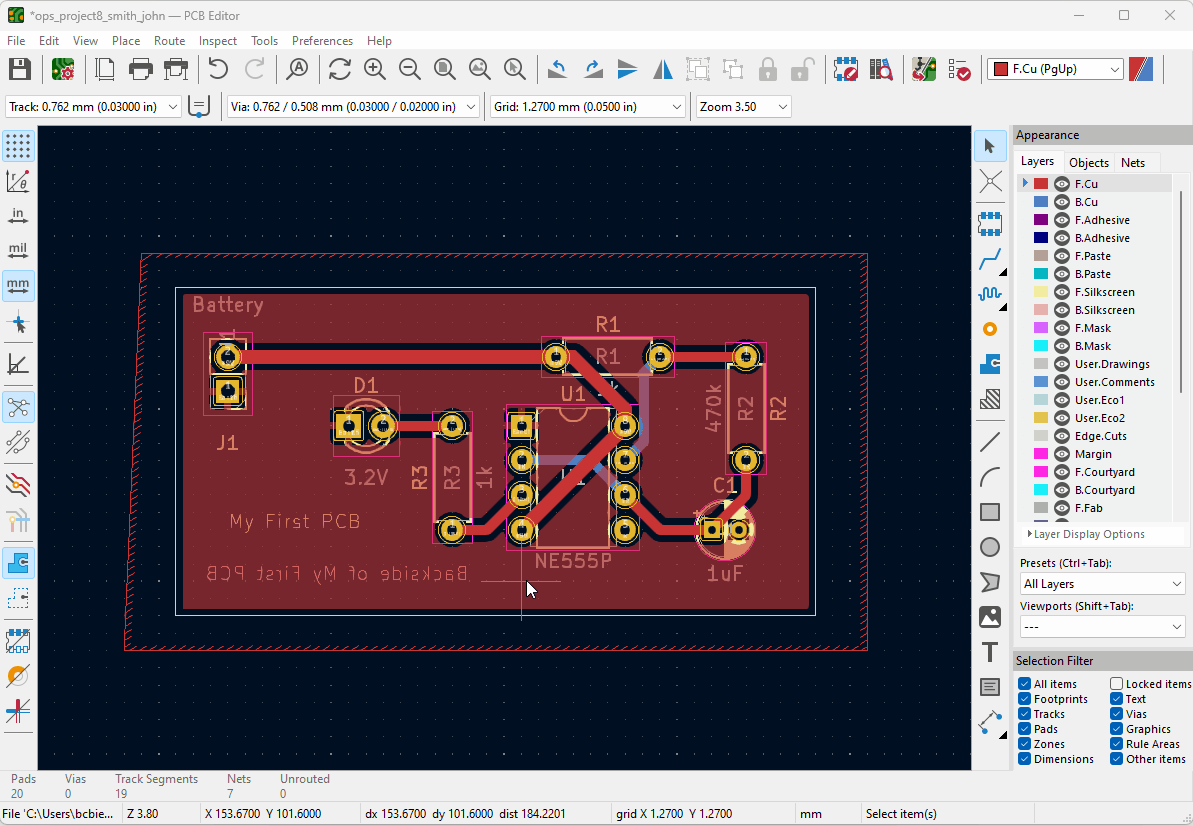 *ops_project8_smith_john — PCB Editor
File Edit View Place Route Inspect Tools Preferences Help
F.Cu (PgUp)
Track: 0.762 mm (0.03000 in)
Via: 0.762 / 0.508 mm (0.03000 / 0.02000 in)
Grid: 1.2700 mm (0.0500 in)
Zoom 3.50
in
mil
mm
Battery
R1
R1
D1
U1
470k
R2
R2
J1
3.2V
R3
R3
1k
C1
My First PCB
NE555P
Backside of My First PCB
1uF
Appearance
Layers Objects Nets
F.Cu
B.Cu
F.Adhesive
B.Adhesive
F.Paste
B.Paste
F.Silkscreen
B.Silkscreen
F.Mask
B.Mask
User.Drawings
User.Comments
User.Eco1
User.Eco2
Edge.Cuts
Margin
F.Courtyard
B.Courtyard
F.Fab
Layer Display Options
Presets (Ctrl+Tab):
All Layers
Viewports (Shift+Tab):
---
Selection Filter
All items Locked items
Footprints Text
Tracks Vias
Pads Graphics
Zones Rule Areas
Dimensions Other items
Pads Vias Track Segments Nets Unrouted
20 0 19 7 0
File 'C:\Users\bcbie... Z 3.80 X 153.6700 Y 101.6000 dx 153.6700 dy 101.6000 dist 184.2201 grid X 1.2700 Y 1.2700 mm Select item(s)